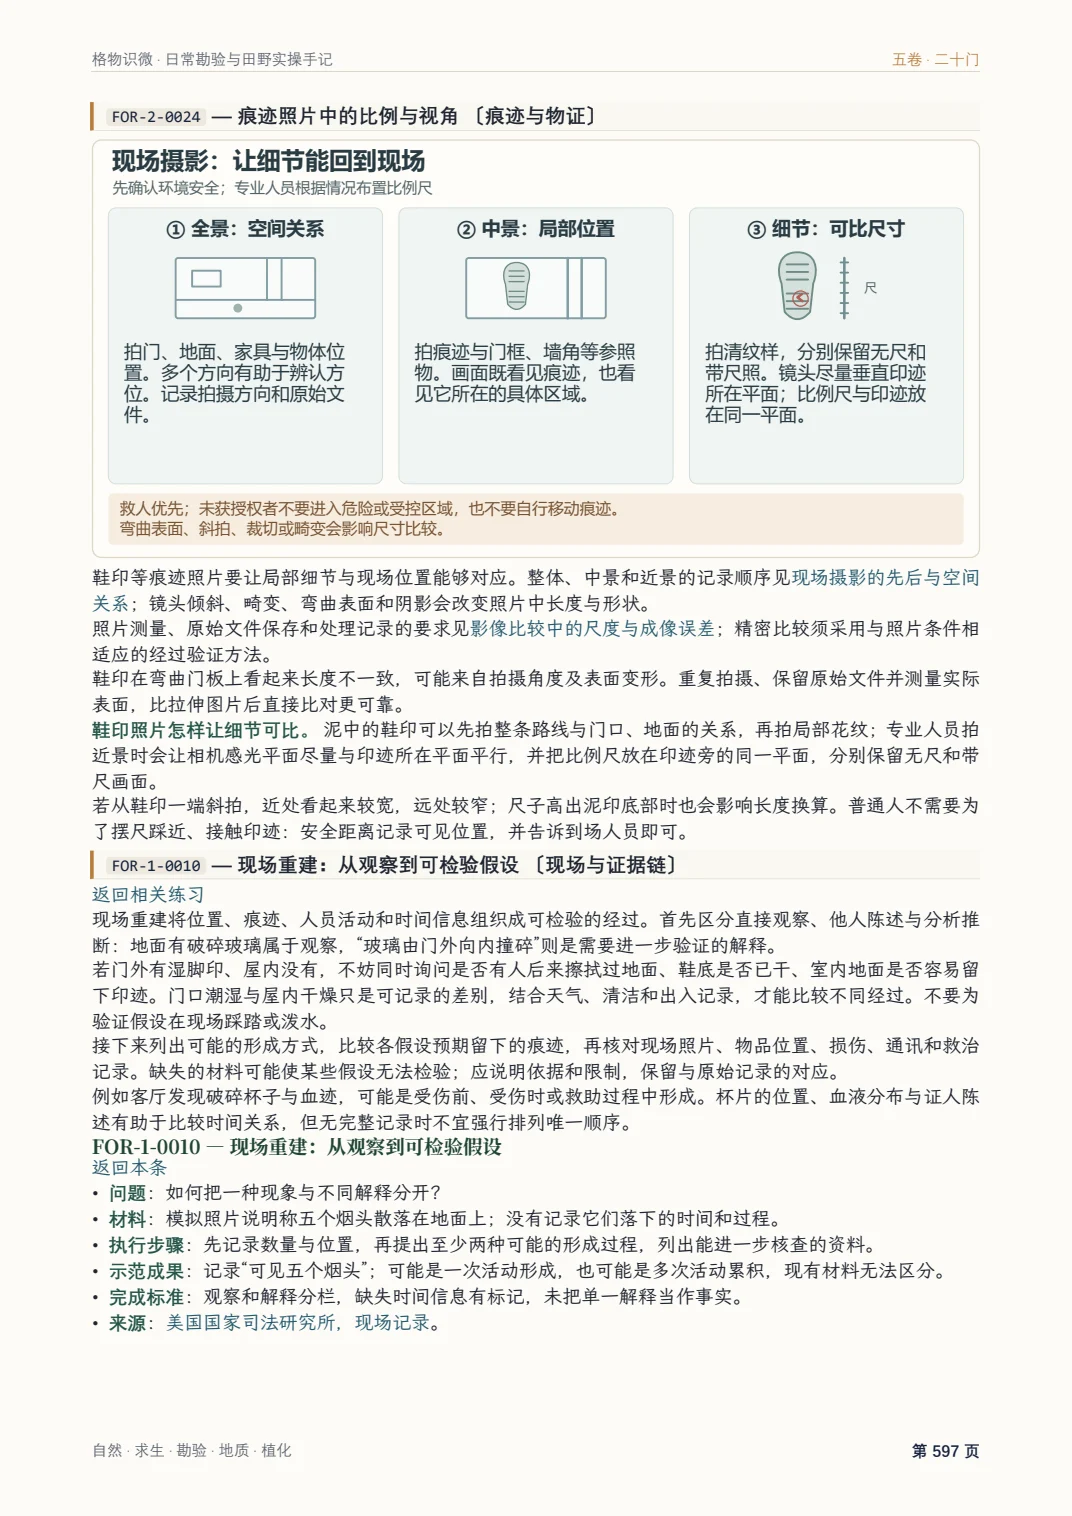 格物识微 · 日常勘验与田野实操手记
五卷 · 二十门
FOR-2-0024 — 痕迹照片中的比例与视角 〔痕迹与物证〕
现场摄影：让细节能回到现场
先确认环境安全；专业人员根据情况布置比例尺
① 全景：空间关系
拍门、地面、家具与物体位
置。多个方向有助于辨认方
位。记录拍摄方向和原始文
件。
② 中景：局部位置
拍痕迹与门框、墙角等参照
物。画面既看见痕迹，也看
见它所在的具体区域。
③ 细节：可比尺寸
尺
拍清纹样，分别保留无尺和
带尺照。镜头尽量垂直印迹
所在平面；比例尺与印迹放
在同一平面。
救人优先；未获授权者不要进入危险或受控区域，也不要自行移动痕迹。
弯曲表面、斜拍、裁切或畸变会影响尺寸比较。
鞋印等痕迹照片要让局部细节与现场位置能够对应。整体、中景和近景的记录顺序见现场摄影的先后与空间
关系；镜头倾斜、畸变、弯曲表面和阴影会改变照片中长度与形状。
照片测量、原始文件保存和处理记录的要求见影像比较中的尺度与成像误差；精密比较须采用与照片条件相
适应的经过验证方法。
鞋印在弯曲门板上看起来长度不一致，可能来自拍摄角度及表面变形。重复拍摄、保留原始文件并测量实际
表面，比拉伸图片后直接比对更可靠。
鞋印照片怎样让细节可比。 泥中的鞋印可以先拍整条路线与门口、地面的关系，再拍局部花纹；专业人员拍
近景时会让相机感光平面尽量与印迹所在平面平行，并把比例尺放在印迹旁的同一平面，分别保留无尺和带
尺画面。
若从鞋印一端斜拍，近处看起来较宽，远处较窄；尺子高出泥印底部时也会影响长度换算。普通人不需要为
了摆尺踩近、接触印迹：安全距离记录可见位置，并告诉到场人员即可。
FOR-1-0010 — 现场重建：从观察到可检验假设 〔现场与证据链〕
返回相关练习
现场重建将位置、痕迹、人员活动和时间信息组织成可检验的经过。首先区分直接观察、他人陈述与分析推
断：地面有破碎玻璃属于观察，“玻璃由门外向内撞碎”则是需要进一步验证的解释。
若门外有湿脚印、屋内没有，不妨同时询问是否有人后来擦拭过地面、鞋底是否已干、室内地面是否容易留
下印迹。门口潮湿与屋内干燥只是可记录的差别，结合天气、清洁和出入记录，才能比较不同经过。不要为
验证假设在现场踩踏或泼水。
接下来列出可能的形成方式，比较各假设预期留下的痕迹，再核对现场照片、物品位置、损伤、通讯和救治
记录。缺失的材料可能使某些假设无法检验；应说明依据和限制，保留与原始记录的对应。
例如客厅发现破碎杯子与血迹，可能是受伤前、受伤时或救助过程中形成。杯片的位置、血液分布与证人陈
述有助于比较时间关系，但无完整记录时不宜强行排列唯一顺序。
FOR-1-0010 — 现场重建：从观察到可检验假设
返回本条
• 问题：如何把一种现象与不同解释分开？
• 材料：模拟照片说明称五个烟头散落在地面上；没有记录它们落下的时间和过程。
• 执行步骤：先记录数量与位置，再提出至少两种可能的形成过程，列出能进一步核查的资料。
• 示范成果：记录“可见五个烟头”；可能是一次活动形成，也可能是多次活动累积，现有材料无法区分。
• 完成标准：观察和解释分栏，缺失时间信息有标记，未把单一解释当作事实。
• 来源：美国国家司法研究所，现场记录。
自然 · 求生 · 勘验 · 地质 · 植化
第 597 页